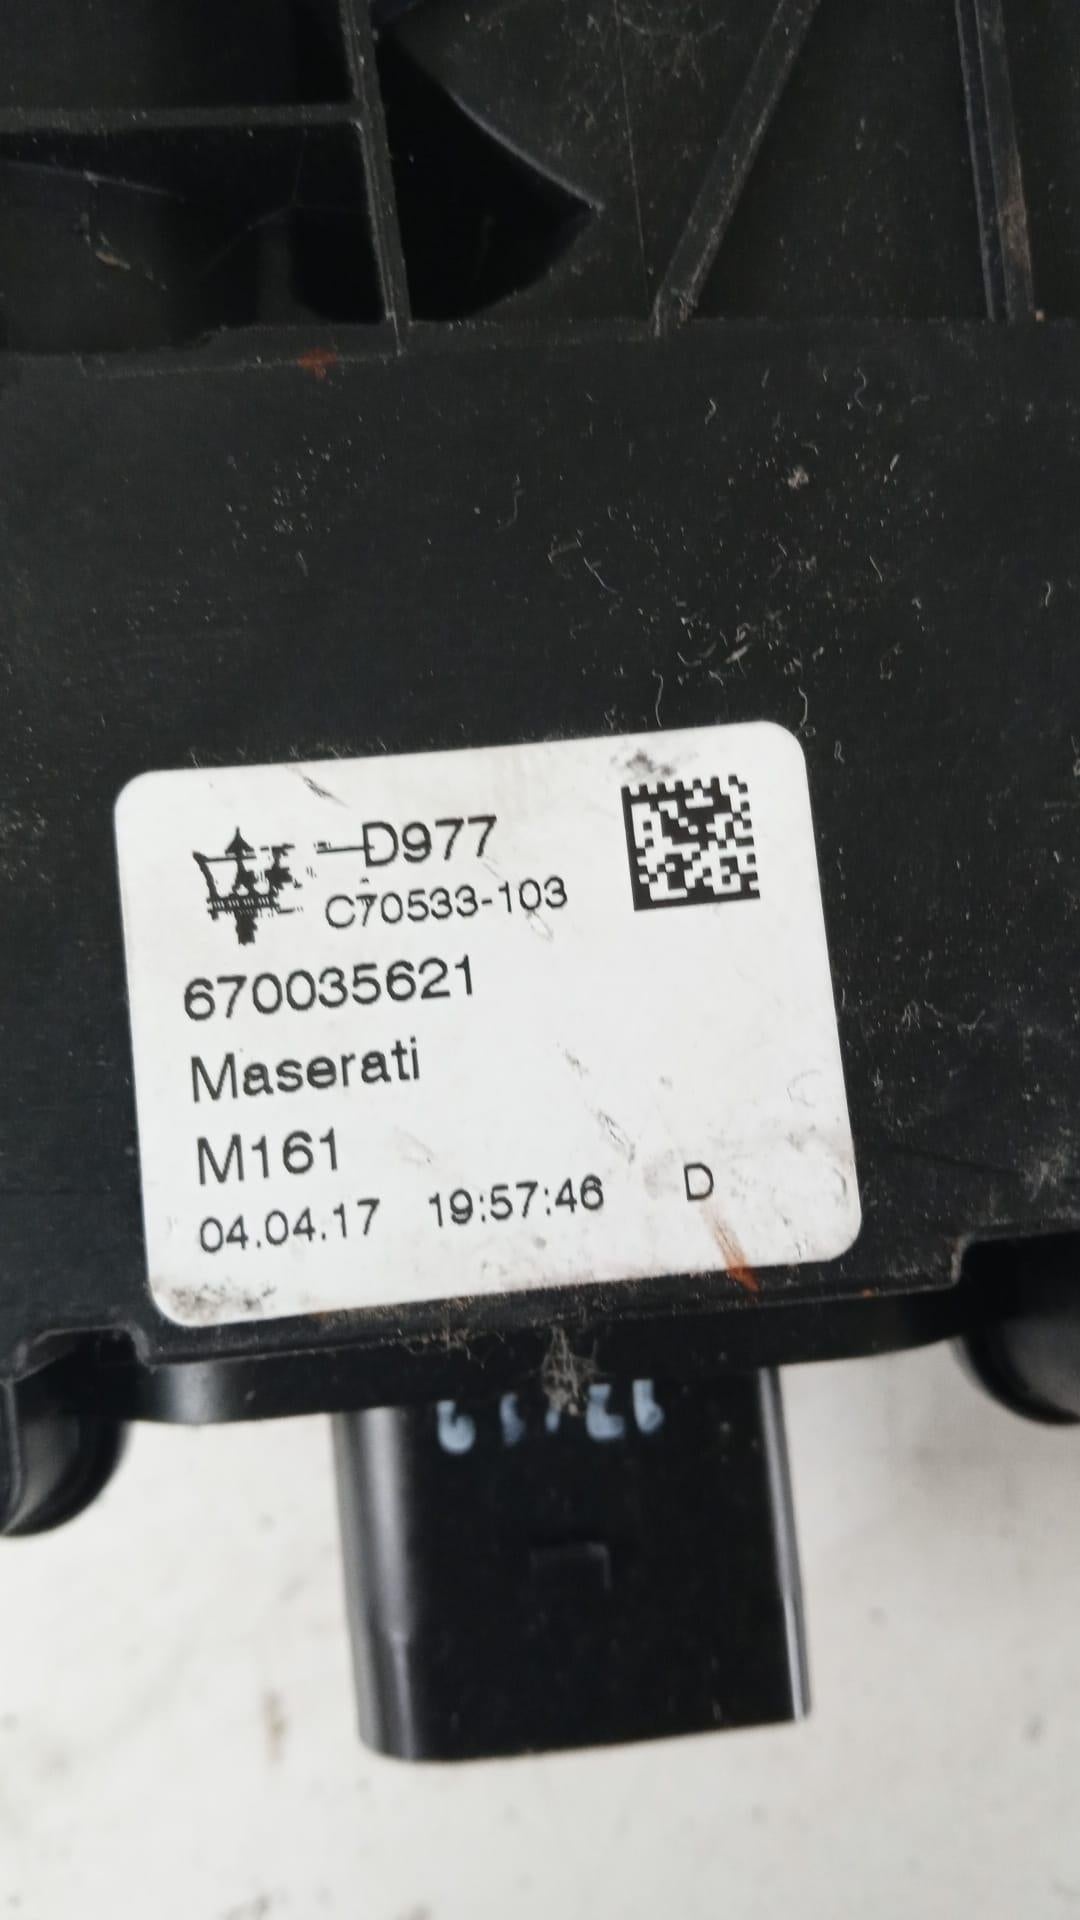 D977
C70533-103
670035621
Maserati
M161
04.04.17 19:57:46 D